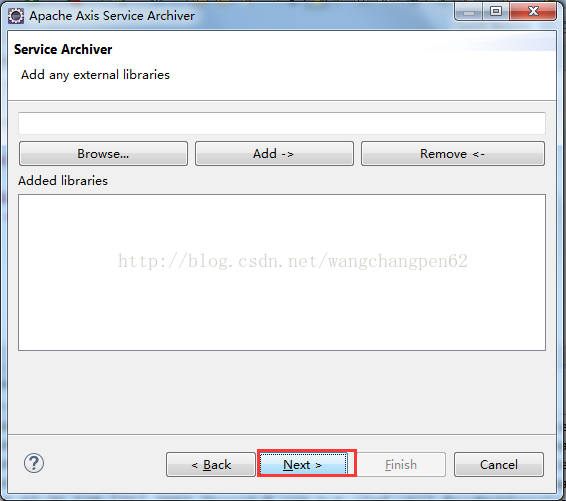 Apache Axis Service Archiver
Service Archiver
Add any external libraries
Browse... Add -> Remove <-
Added libraries
http://blog.csdn.net/wangchangpen62
? < Back Next > Finish Cancel